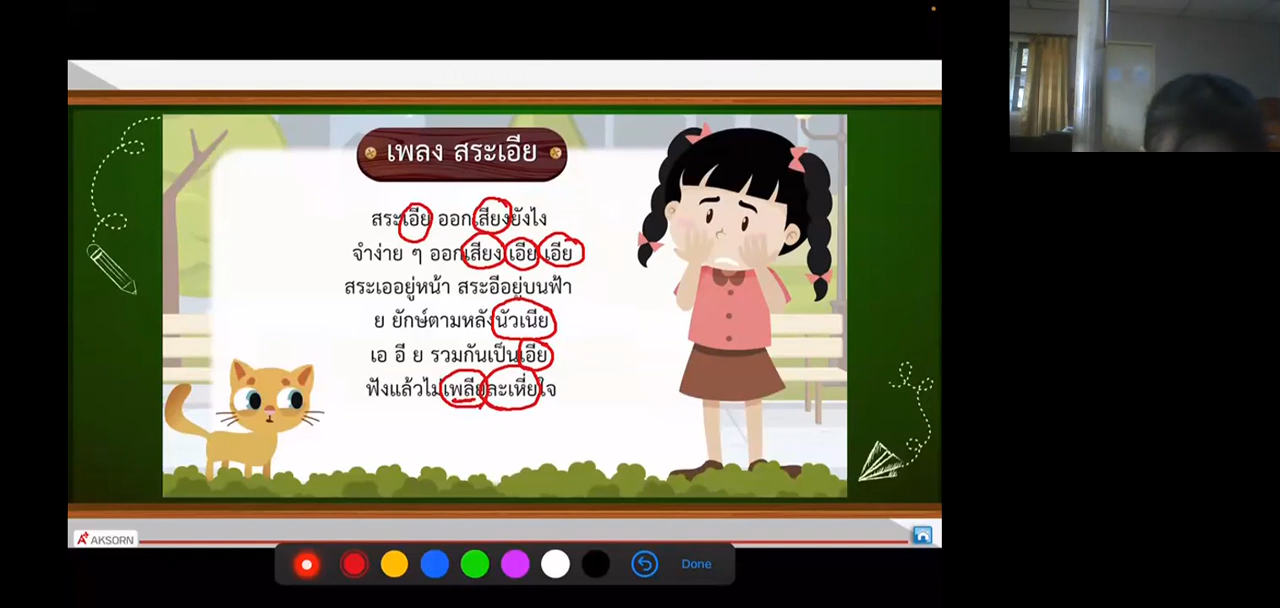 เพลง สระเอีย
สระเอีย ออกเสียงยังไง
จำง่าย ๆ ออกเสียง เอีย เอีย
สระเออยู่หน้า สระอีอยู่บนฟ้า
ย ยักษ์ตามหลังนัวเนีย
เอ อี ย รวมกันเป็นเอีย
ฟังแล้วไม่เพลียละเหี่ยใจ
AKSORN
Done